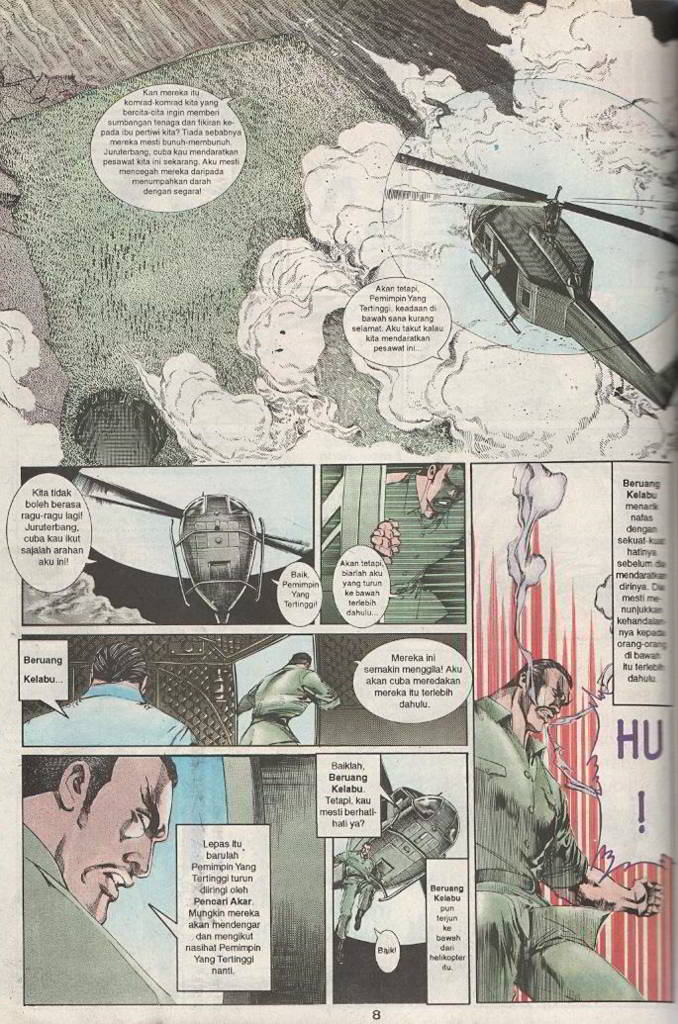 Kan mereka itu
komrad-komrad kita yang
bercita-cita ingin memberi
sumbangan tenaga dan fikiran ke-
pada ibu pertiwi kita? Tiada sebabnya
mereka mesti bunuh-membunuh.
Juruterbang, cuba kau mendaratkan
pesawat kita ini sekarang. Aku mesti
mencegah mereka daripada
menumpahkan darah
dengan segera!
Akan tetapi,
Pemimpin Yang
Tertinggi, keadaan di
bawah sana kurang
selamat. Aku takut kalau
kita mendaratkan
pesawat ini...
Kita tidak
boleh berasa
ragu-ragu lagi!
Juruterbang,
cuba kau ikut
sajalah arahan
aku ini!
Baik,
Pemimpin
Yang
Tertinggi!
Akan tetapi,
biarlah aku
yang turun
ke bawah
terlebih
dahulu...
Beruang
Kelabu...
Mereka ini
semakin menggila! Aku
akan cuba meredakan
mereka itu terlebih
dahulu.
Lepas itu
barulah
Pemimpin Yang
Tertinggi turun
diiringi oleh
Pencari Akar.
Mungkin mereka
akan mendengar
dan mengikut
nasihat Pemimpin
Yang Tertinggi
nanti.
Baiklah,
Beruang
Kelabu.
Tetapi, kau
mesti berhati-
hati ya?
Baik!
Beruang
Kelabu
pun
terjun
ke
bawah
dari
helikopter
itu.
Beruang
Kelabu
menarik
nafas
dengan
sekuat-kuat
hatinya
sebelum dia
mendaratkan
dirinya. Dia
mesti me-
nunjukkan
kehandalan-
nya kepada
orang-orang
di bawah
itu terlebih
dahulu.
HU
!
8